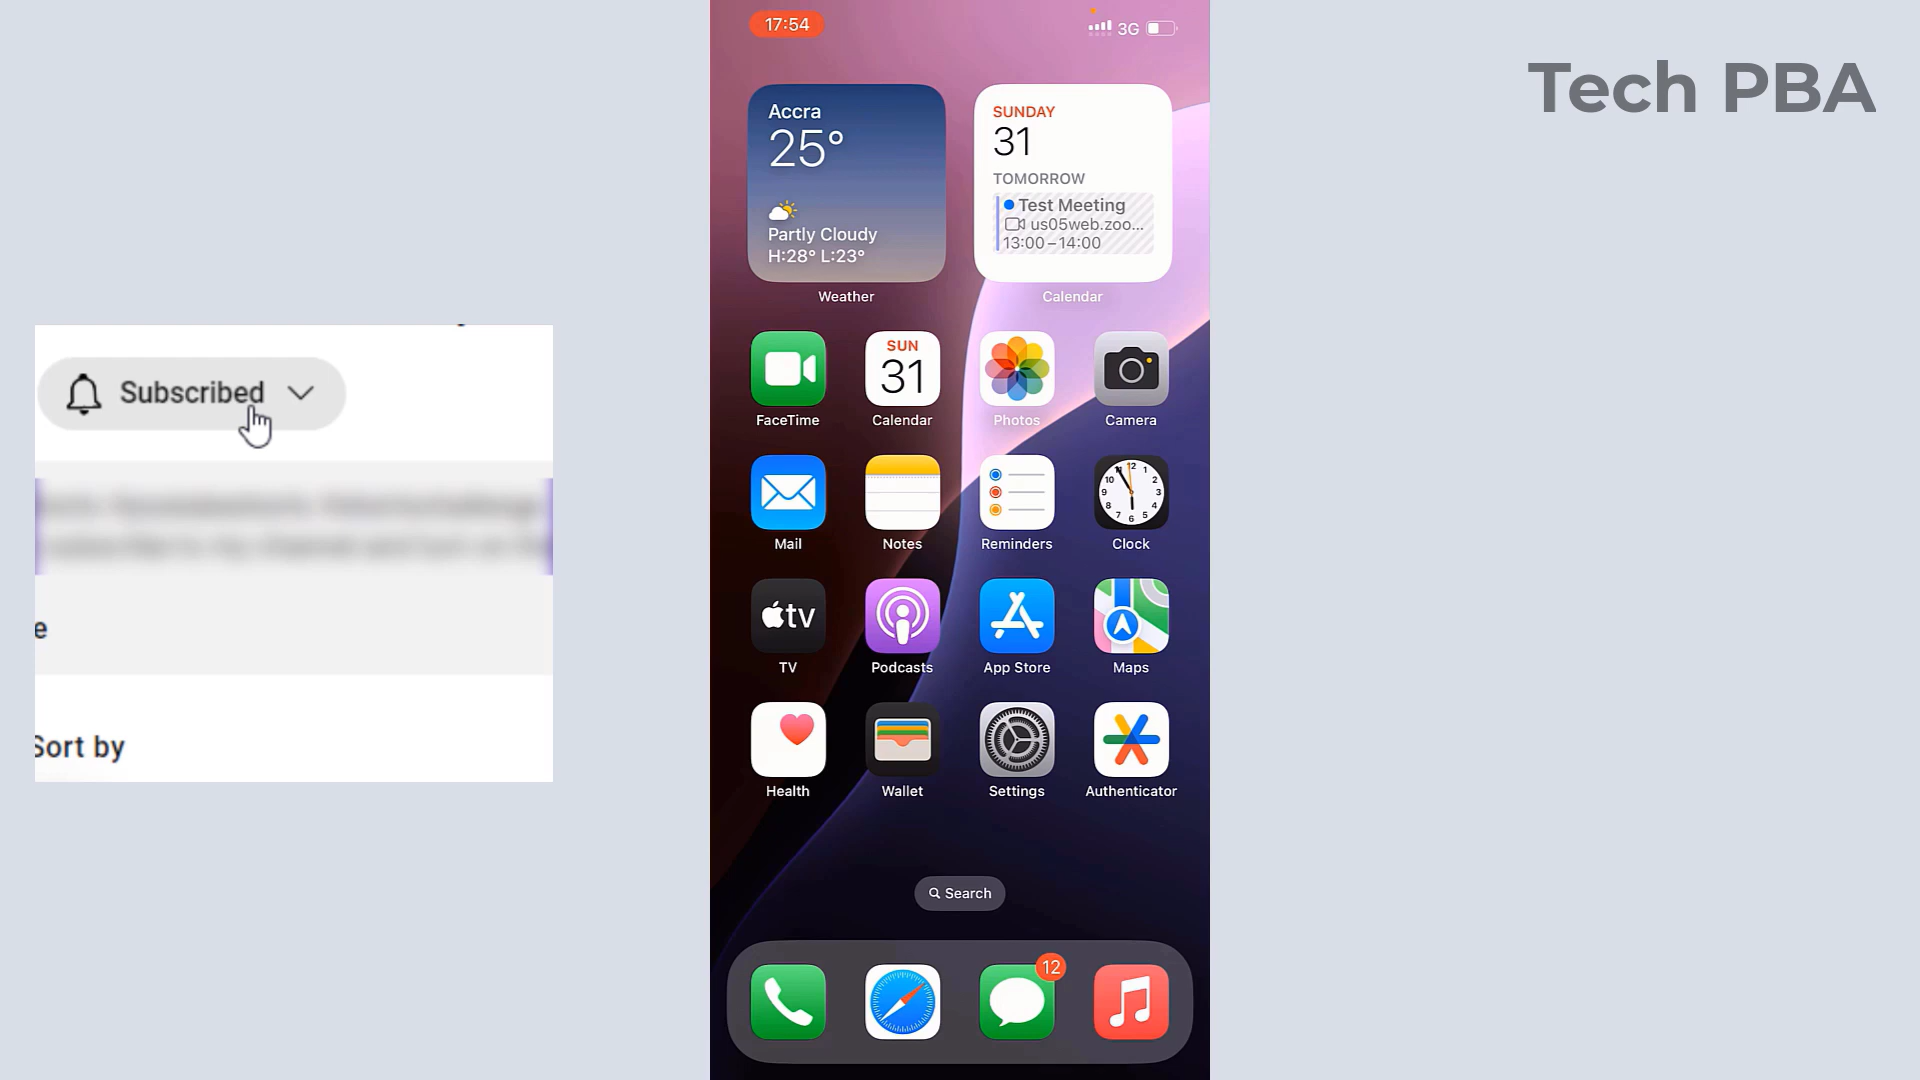 Tech PBA
Subscribed
e
Sort by
17:54
3G
Accra
25°
Partly Cloudy
H:28° L:23°
Weather
SUNDAY
31
TOMORROW
Test Meeting
us05web.zoo...
13:00–14:00
Calendar
FaceTime
SUN
31
Calendar
Photos
Camera
Mail
Notes
Reminders
Clock
tv
TV
Podcasts
App Store
Maps
Health
Wallet
Settings
Authenticator
Search
12